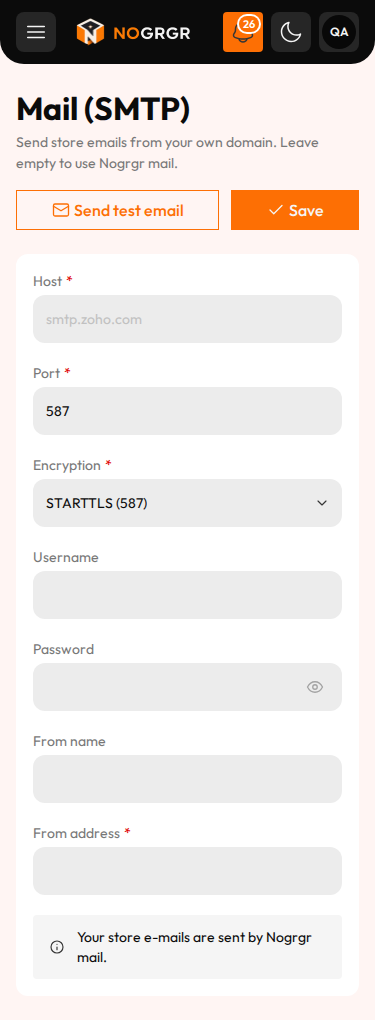 NOGRGR
26
QA
Mail (SMTP)
Send store emails from your own domain. Leave
empty to use Nogrgr mail.
Send test email
Save
Host *
smtp.zoho.com
Port *
587
Encryption *
STARTTLS (587)
Username
Password
From name
From address *
Your store e-mails are sent by Nogrgr
mail.